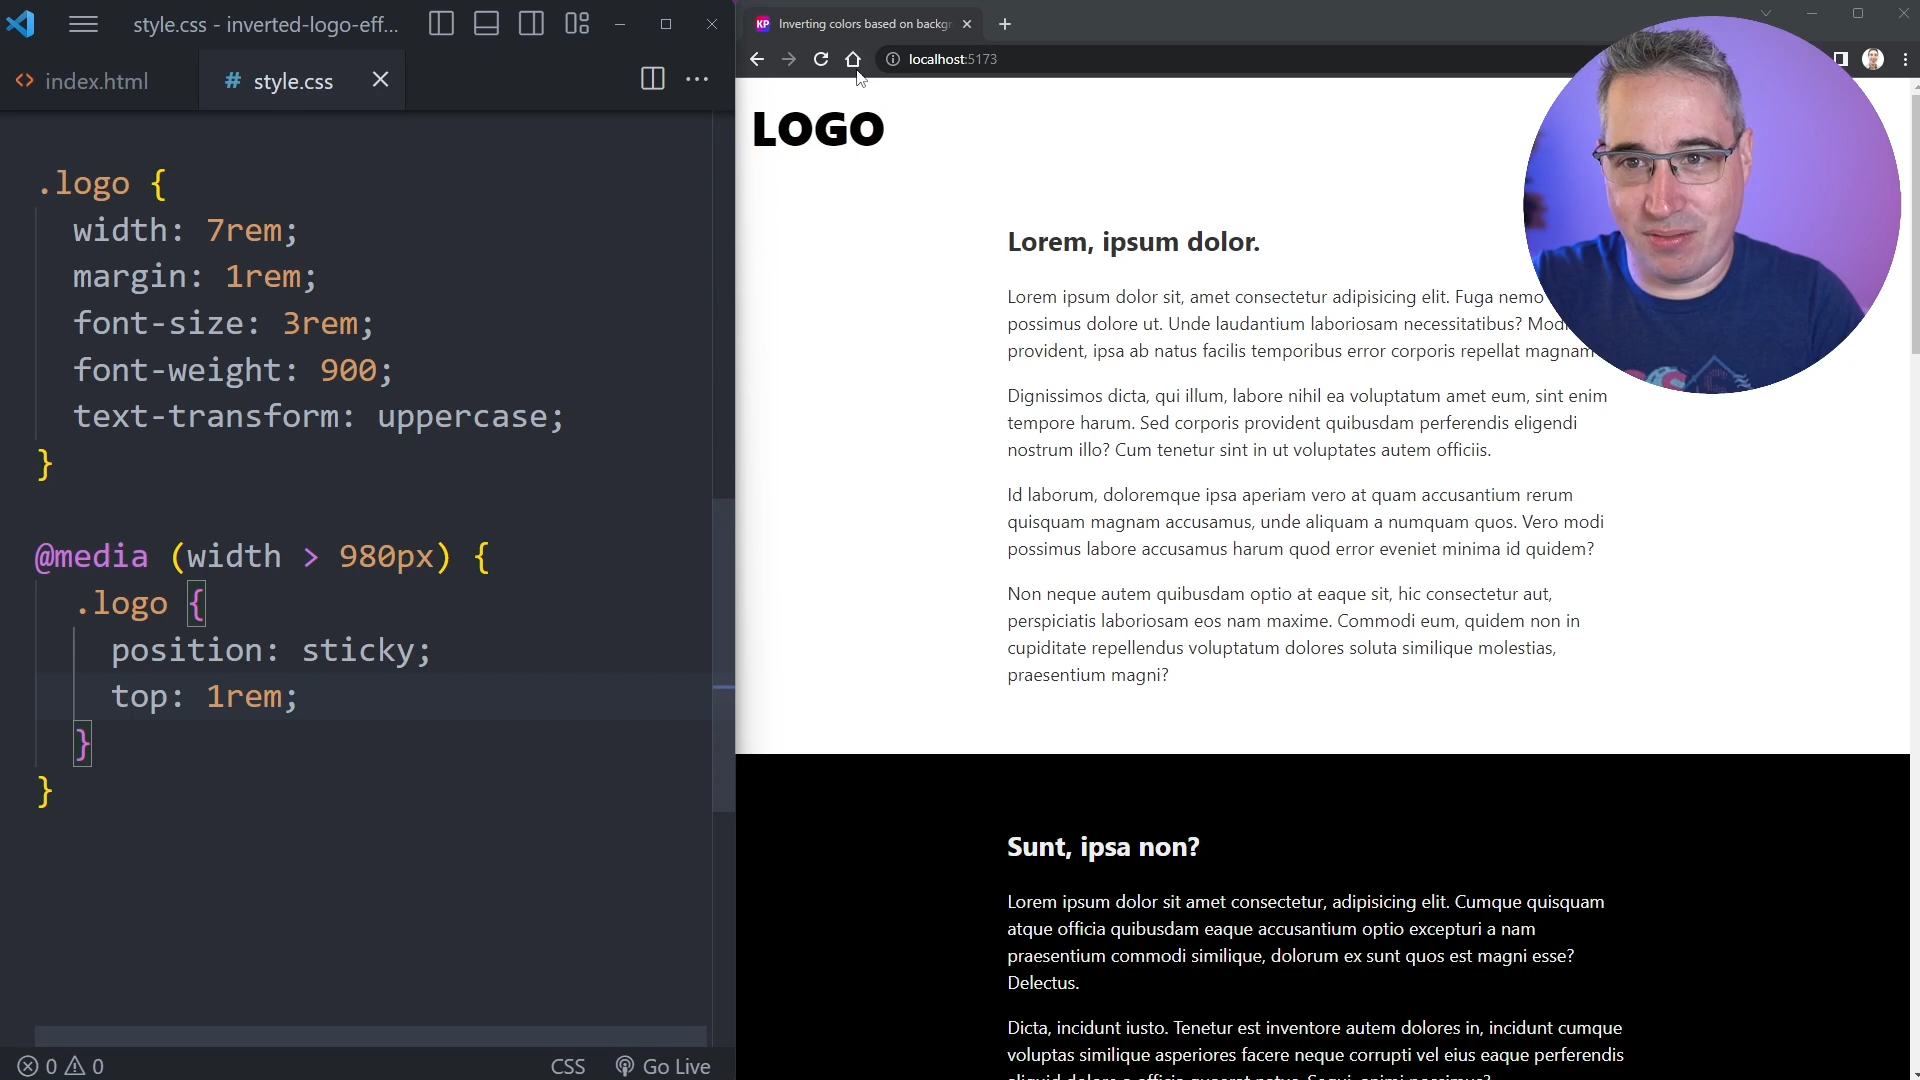 style.css - inverted-logo-eff...
index.html
# style.css
.logo {
width: 7rem;
margin: 1rem;
font-size: 3rem;
font-weight: 900;
text-transform: uppercase;
}
@media (width > 980px) {
.logo {
position: sticky;
top: 1rem;
}
}
0 0
CSS
Go Live
KP Inverting colors based on backgr
localhost:5173
LOGO
Lorem, ipsum dolor.
Lorem ipsum dolor sit, amet consectetur adipisicing elit. Fuga nemo
possimus dolore ut. Unde laudantium laboriosam necessitatibus? Modi
provident, ipsa ab natus facilis temporibus error corporis repellat magnam
Dignissimos dicta, qui illum, labore nihil ea voluptatum amet eum, sint enim
tempore harum. Sed corporis provident quibusdam perferendis eligendi
nostrum illo? Cum tenetur sint in ut voluptates autem officiis.
Id laborum, doloremque ipsa aperiam vero at quam accusantium rerum
quisquam magnam accusamus, unde aliquam a numquam quos. Vero modi
possimus labore accusamus harum quod error eveniet minima id quidem?
Non neque autem quibusdam optio at eaque sit, hic consectetur aut,
perspiciatis laboriosam eos nam maxime. Commodi eum, quidem non in
cupiditate repellendus voluptatum dolores soluta similique molestias,
praesentium magni?
Sunt, ipsa non?
Lorem ipsum dolor sit amet consectetur, adipisicing elit. Cumque quisquam
atque officia quibusdam eaque accusantium optio excepturi a nam
praesentium commodi similique, dolorum ex sunt quos est magni esse?
Delectus.
Dicta, incidunt iusto. Tenetur est inventore autem dolores in, incidunt cumque
voluptas similique asperiores facere neque corrupti vel eius eaque perferendis